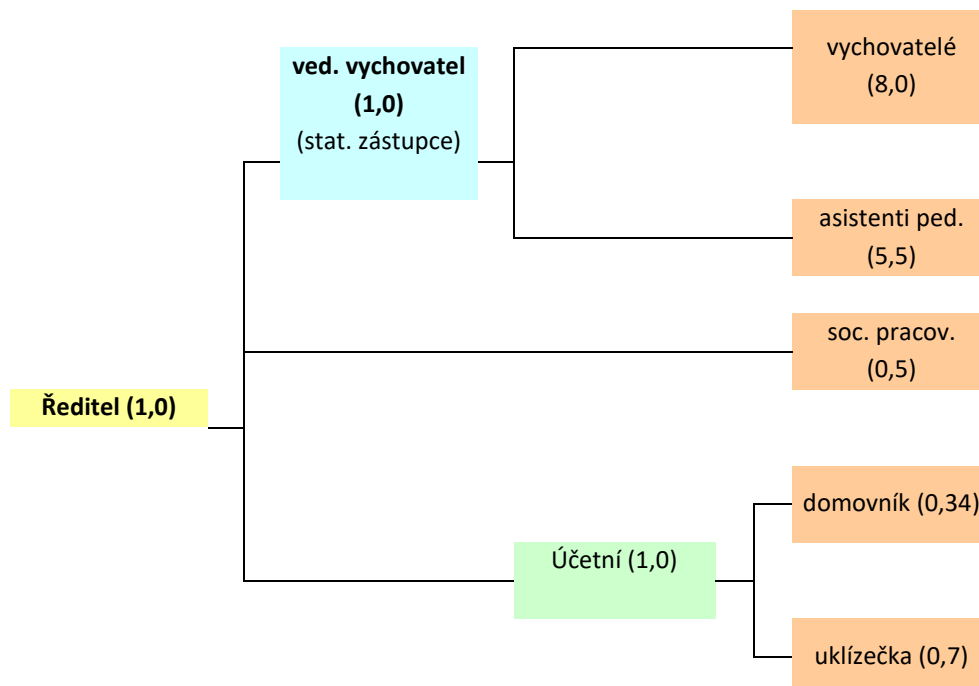 ved. vychovatel
(1,0)
(stat. zástupce)
vychovatelé
(8,0)
asistenti ped.
(5,5)
soc. pracov.
(0,5)
Ředitel (1,0)
domovník (0,34)
Účetní (1,0)
uklízečka (0,7)